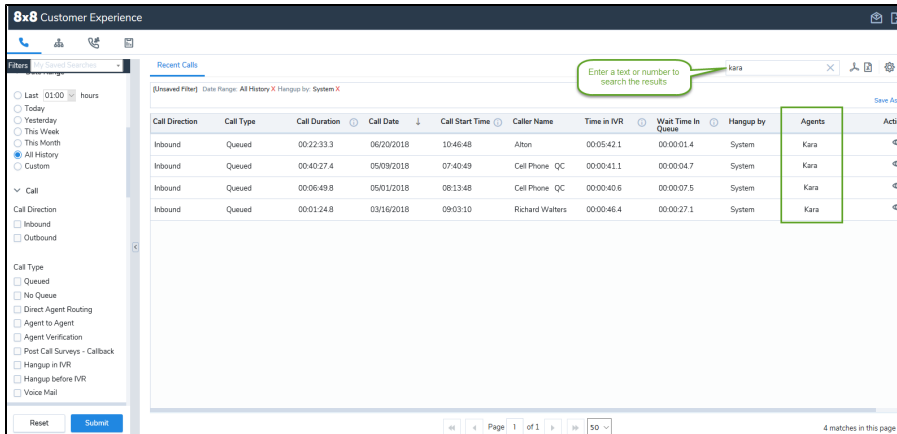 8x8 Customer Experience
Filters My Saved Searches
Date Range
Last 01:00 hours
Today
Yesterday
This Week
This Month
All History
Custom
Call
Call Direction
Inbound
Outbound
Call Type
Queued
No Queue
Direct Agent Routing
Agent to Agent
Agent Verification
Post Call Surveys - Callback
Hangup in IVR
Hangup before IVR
Voice Mail
Reset Submit
Recent Calls
Enter a text or number to
search the results
kara
[Unsaved Filter] Date Range: All History X Hangup by: System X
Save As
Call Direction Call Type Call Duration Call Date Call Start Time Caller Name Time in IVR Wait Time In Queue Hangup by Agents Acti
Inbound Queued 00:22:33.3 06/20/2018 10:46:48 Alton 00:05:42.1 00:00:01.4 System Kara
Inbound Queued 00:40:27.4 05/09/2018 07:40:49 Cell Phone QC 00:00:41.1 00:00:04.7 System Kara
Inbound Queued 00:06:49.8 05/01/2018 08:13:48 Cell Phone QC 00:00:40.6 00:00:07.5 System Kara
Inbound Queued 00:01:24.8 03/16/2018 09:03:10 Richard Walters 00:00:46.4 00:00:27.1 System Kara
Page 1 of 1 50
4 matches in this page